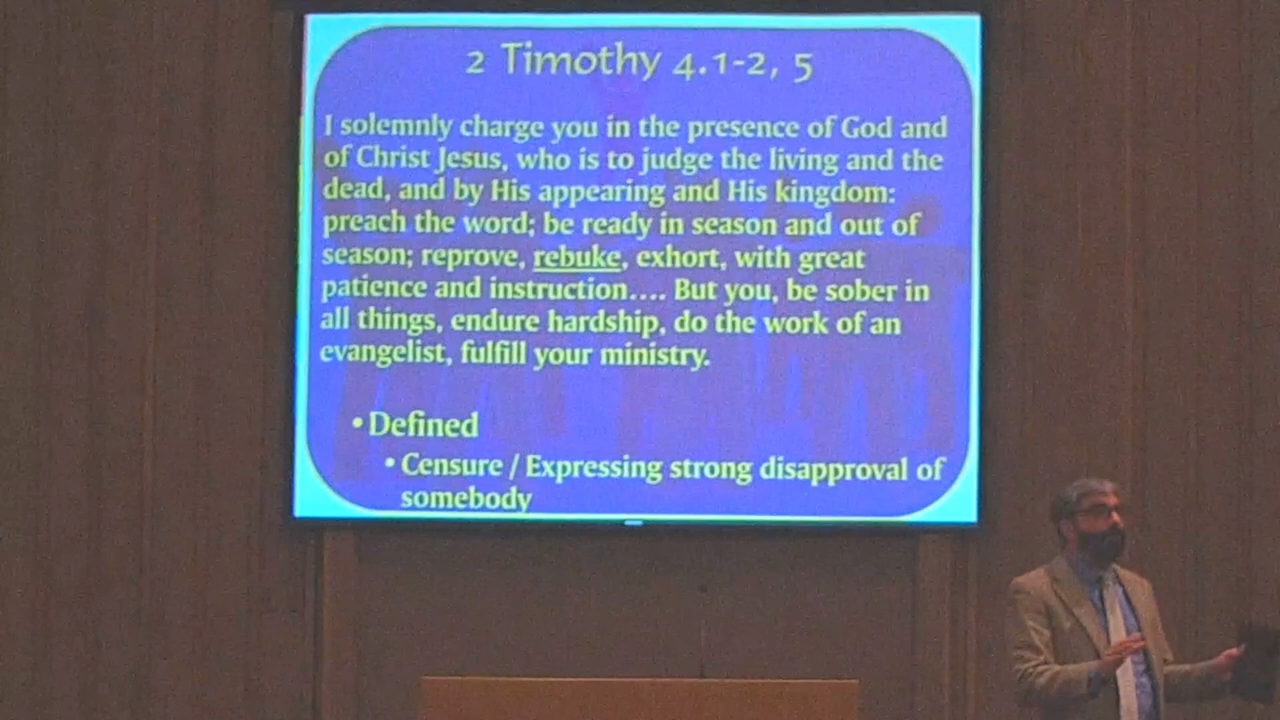 2 Timothy 4.1-2, 5
I solemnly charge you in the presence of God and
of Christ Jesus, who is to judge the living and the
dead, and by His appearing and His kingdom:
preach the word; be ready in season and out of
season; reprove, rebuke, exhort, with great
patience and instruction.... But you, be sober in
all things, endure hardship, do the work of an
evangelist, fulfill your ministry.
• Defined
• Censure / Expressing strong disapproval of
somebody